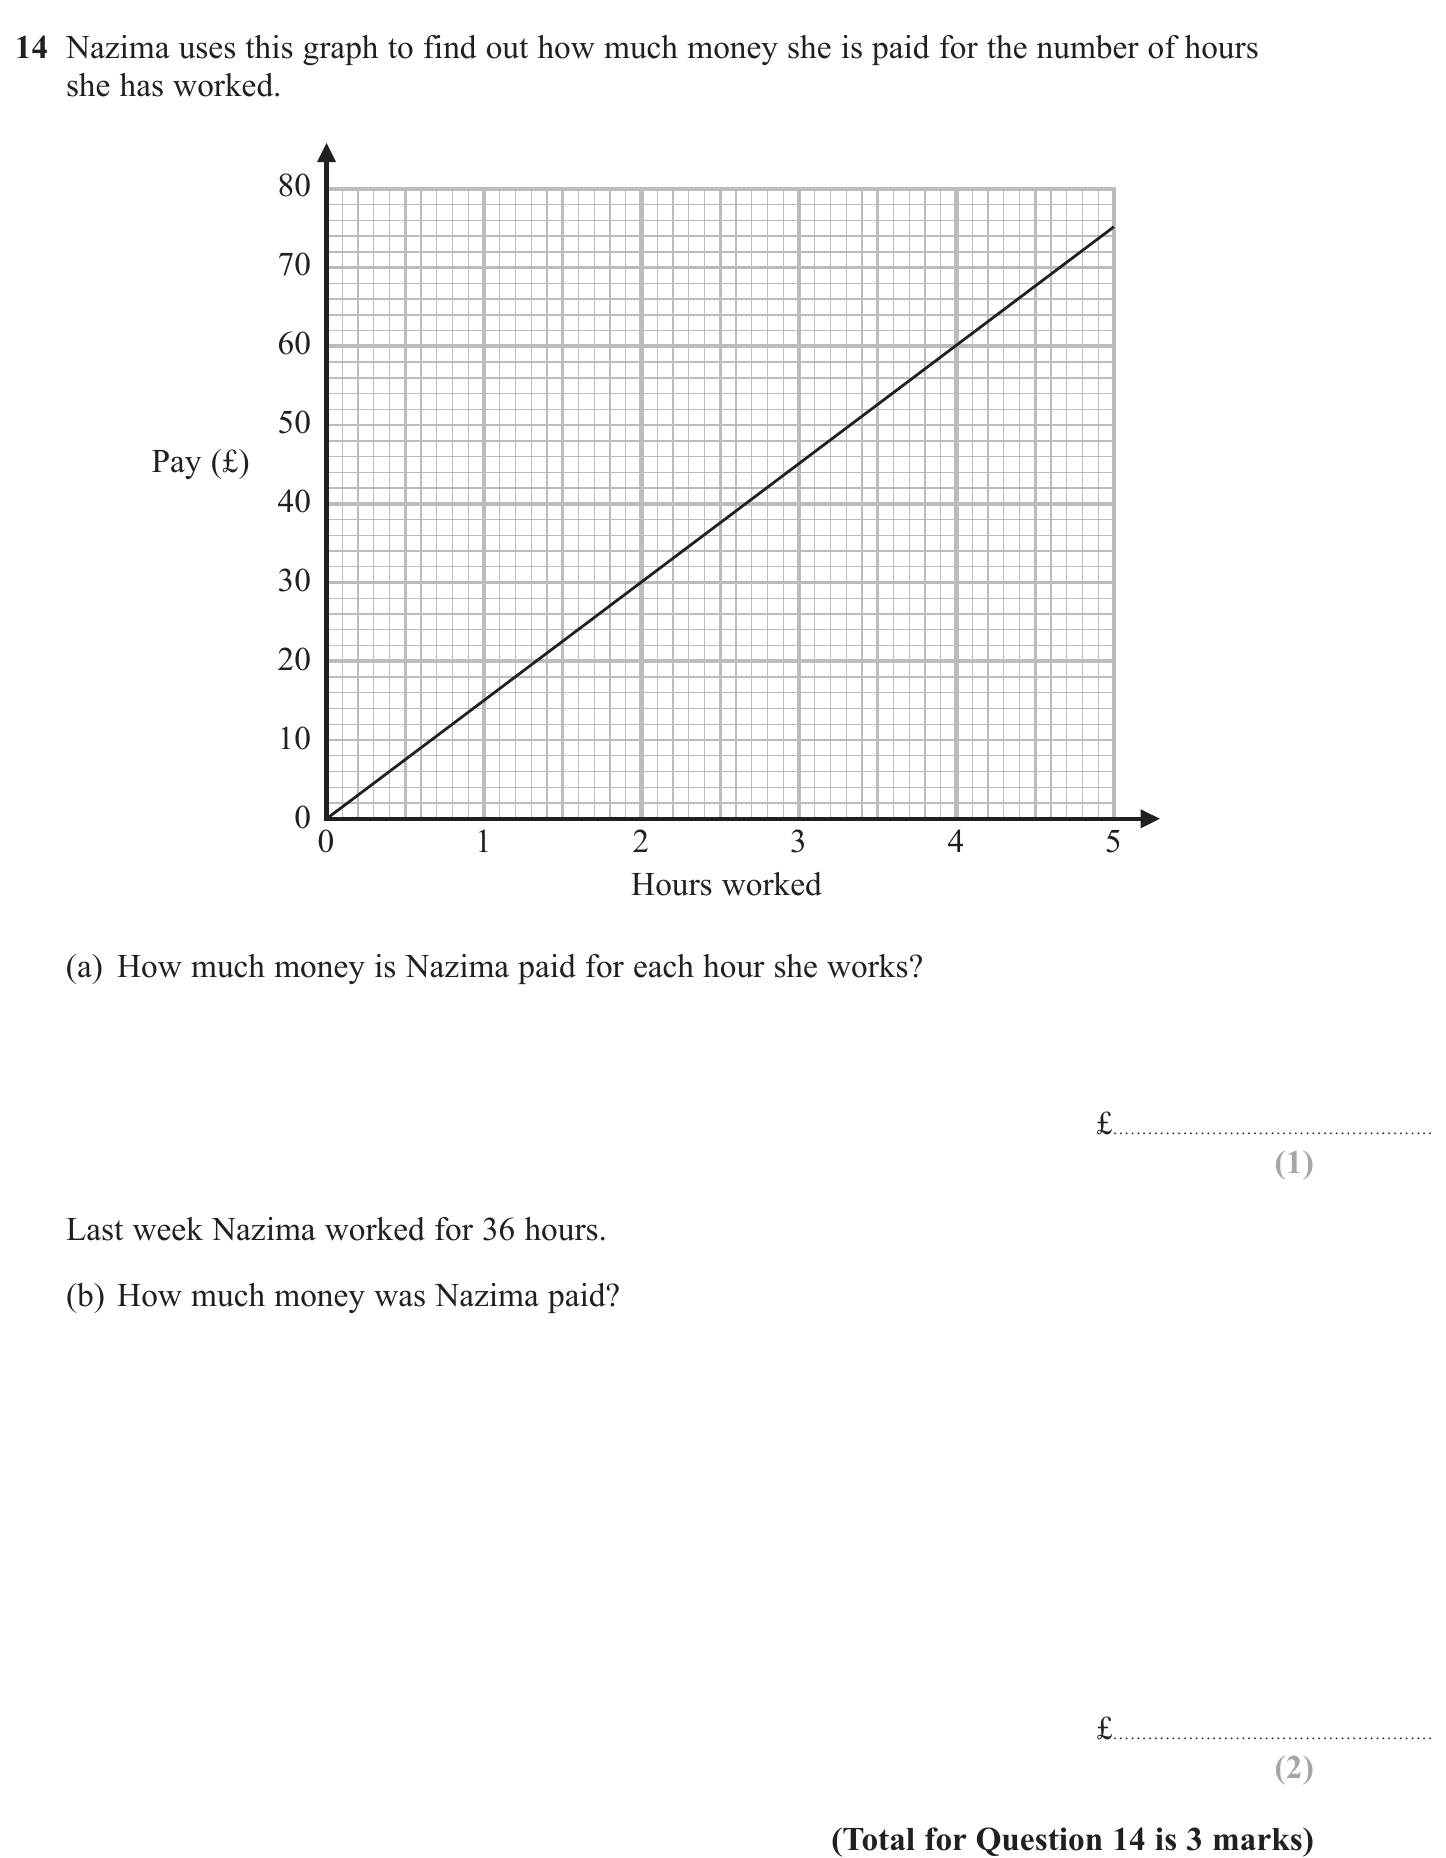 14 Nazima uses this graph to find out how much money she is paid for the number of hours
she has worked.
80
70
60
50
Pay (£)
40
30
20
10
0
0 1 2 3 4 5
Hours worked
(a) How much money is Nazima paid for each hour she works?
£
(1)
Last week Nazima worked for 36 hours.
(b) How much money was Nazima paid?
£
(2)
(Total for Question 14 is 3 marks)